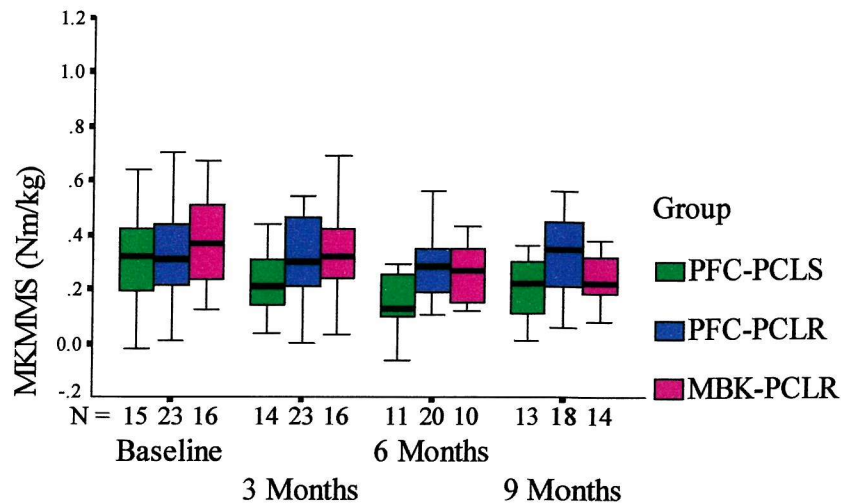 1.2
1.0
.8
.6
.4
.2
0.0
-.2
MKMMS (Nm/kg)
N = 15 23 16 14 23 16 11 20 10 13 18 14
Baseline 6 Months
3 Months 9 Months
Group
PFC-PCLS
PFC-PCLR
MBK-PCLR